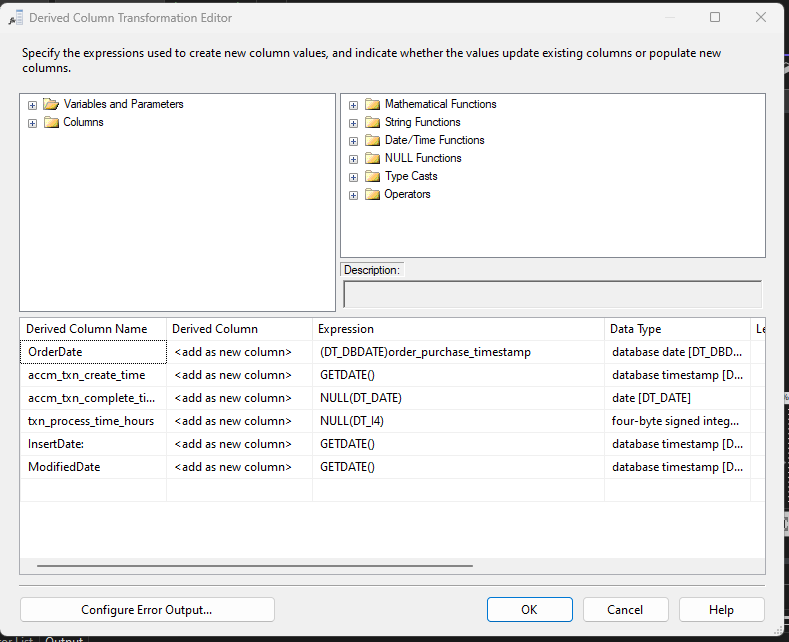 Derived Column Transformation Editor
Specify the expressions used to create new column values, and indicate whether the values update existing columns or populate new
columns.
Variables and Parameters
Columns
Mathematical Functions
String Functions
Date/Time Functions
NULL Functions
Type Casts
Operators
Description:
Derived Column Name Derived Column Expression Data Type Le
OrderDate <add as new column> (DT_DBDATE)order_purchase_timestamp database date [DT_DBD...
accm_txn_create_time <add as new column> GETDATE() database timestamp [D...
accm_txn_complete_ti... <add as new column> NULL(DT_DATE) date [DT_DATE]
txn_process_time_hours <add as new column> NULL(DT_I4) four-byte signed integ...
InsertDate: <add as new column> GETDATE() database timestamp [D...
ModifiedDate <add as new column> GETDATE() database timestamp [D...
Configure Error Output... OK Cancel Help
List Output